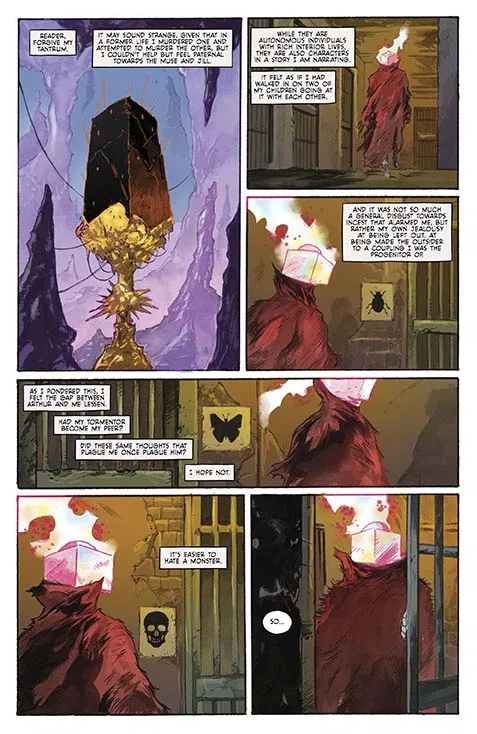 READER,
FORGIVE MY
TANTRUM.
IT MAY SOUND STRANGE, GIVEN THAT IN
A FORMER LIFE I MURDERED ONE AND
ATTEMPTED TO MURDER THE OTHER, BUT
I COULDN'T HELP BUT FEEL PATERNAL
TOWARDS THE MUSE AND JILL.
WHILE THEY ARE
AUTONOMOUS INDIVIDUALS
WITH RICH INTERIOR LIVES,
THEY ARE ALSO CHARACTERS
IN A STORY I AM NARRATING.
IT FELT AS IF I HAD
WALKED IN ON TWO OF
MY CHILDREN GOING
AT IT WITH EACH OTHER.
AND IT WAS NOT SO MUCH
A GENERAL DISGUST TOWARDS
INCEST THAT ALARMED ME, BUT
RATHER MY OWN JEALOUSY
AT BEING LEFT OUT. AT
BEING MADE THE OUTSIDER
TO A COUPLING I WAS THE
PROGENITOR OF.
AS I PONDERED THIS, I
FELT THE GAP BETWEEN
ARTHUR AND ME LESSEN.
HAD MY TORMENTOR
BECOME MY PEER?
DID THESE SAME THOUGHTS THAT
PLAGUE ME ONCE PLAGUE HIM?
I HOPE NOT.
IT'S EASIER TO
HATE A MONSTER.
SO...